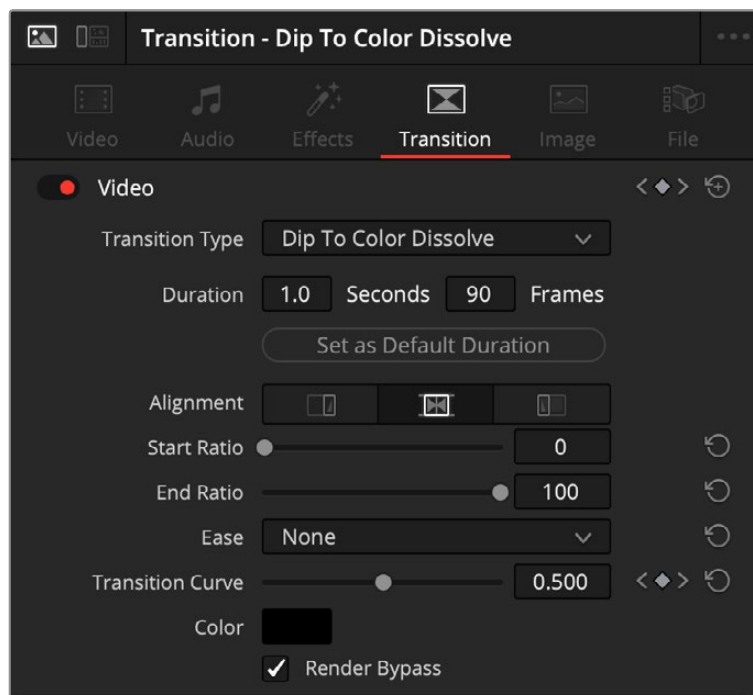 Transition - Dip To Color Dissolve
Video Audio Effects Transition Image File
Video
Transition Type Dip To Color Dissolve
Duration 1.0 Seconds 90 Frames
Set as Default Duration
Alignment
Start Ratio 0
End Ratio 100
Ease None
Transition Curve 0.500
Color
Render Bypass